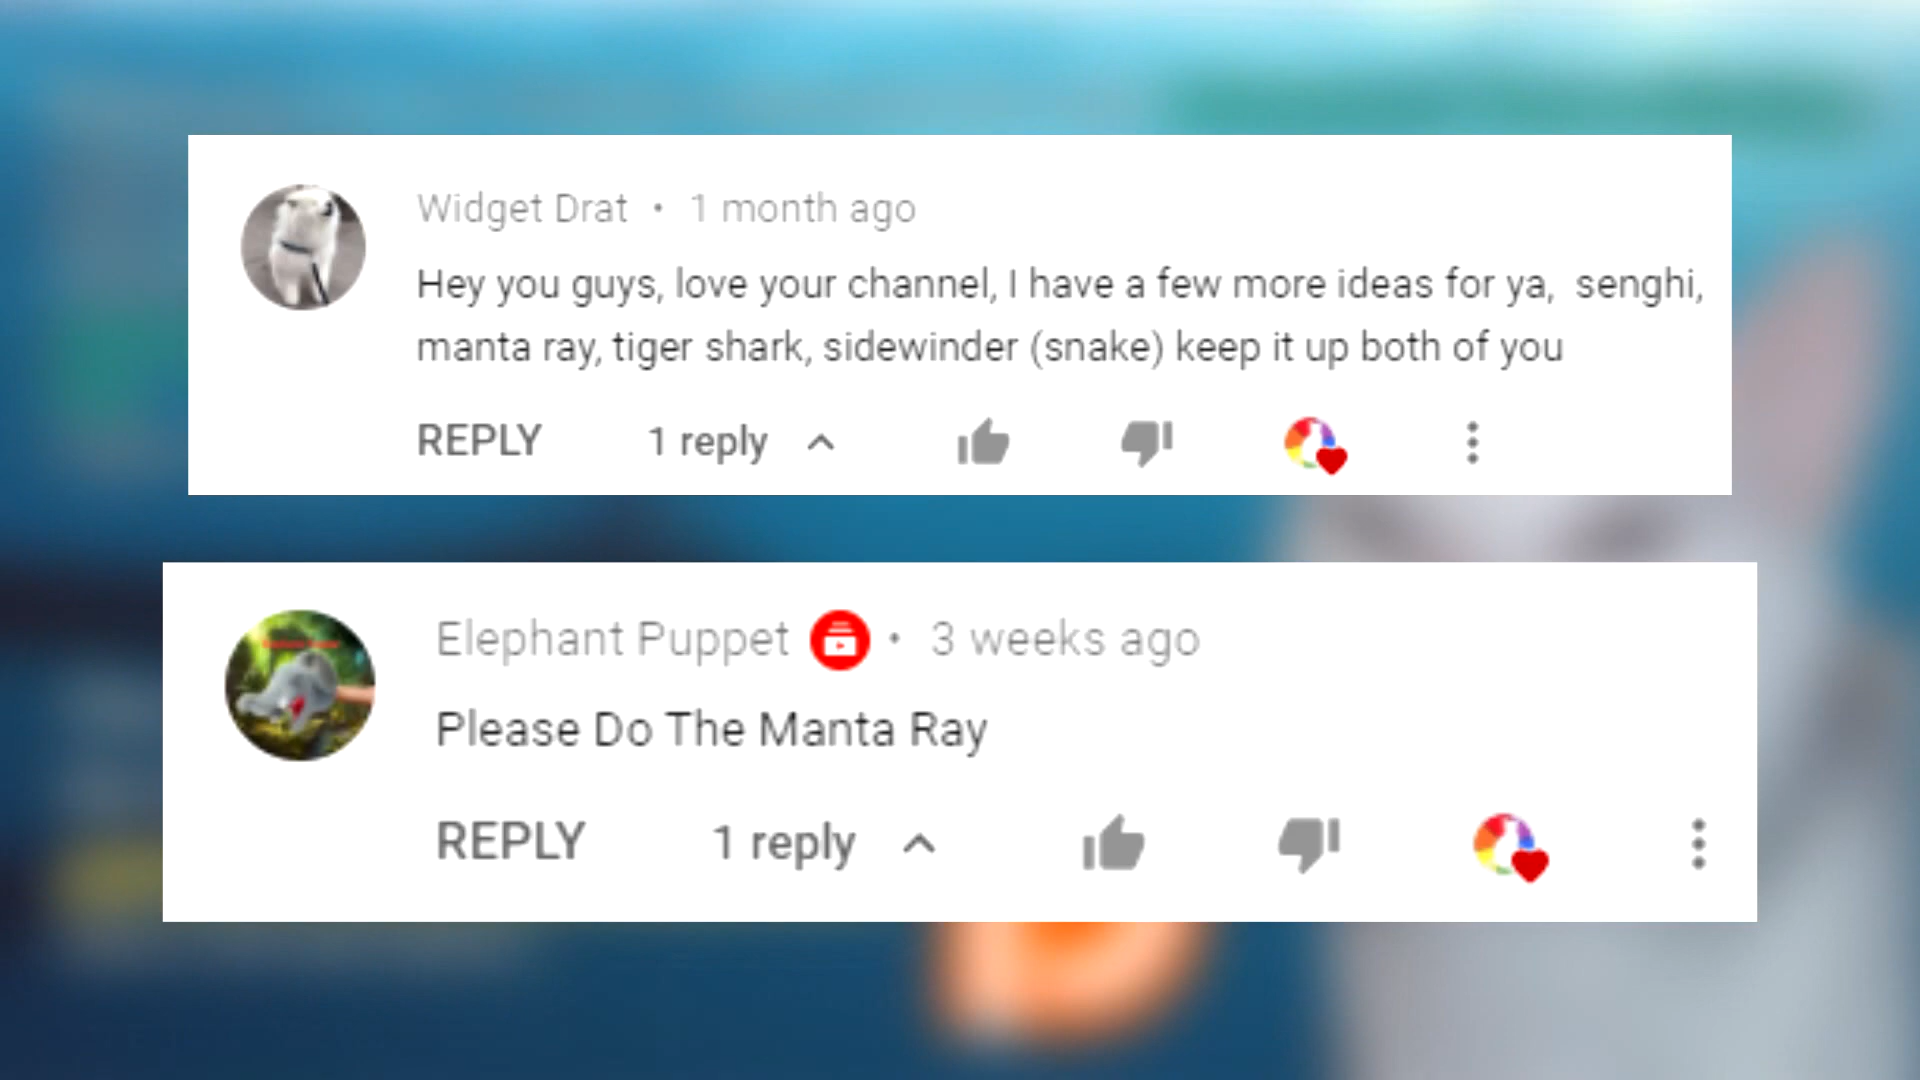 Widget Drat • 1 month ago
Hey you guys, love your channel, I have a few more ideas for ya,  senghi,
manta ray, tiger shark, sidewinder (snake) keep it up both of you
REPLY 1 reply
Elephant Puppet • 3 weeks ago
Please Do The Manta Ray
REPLY 1 reply